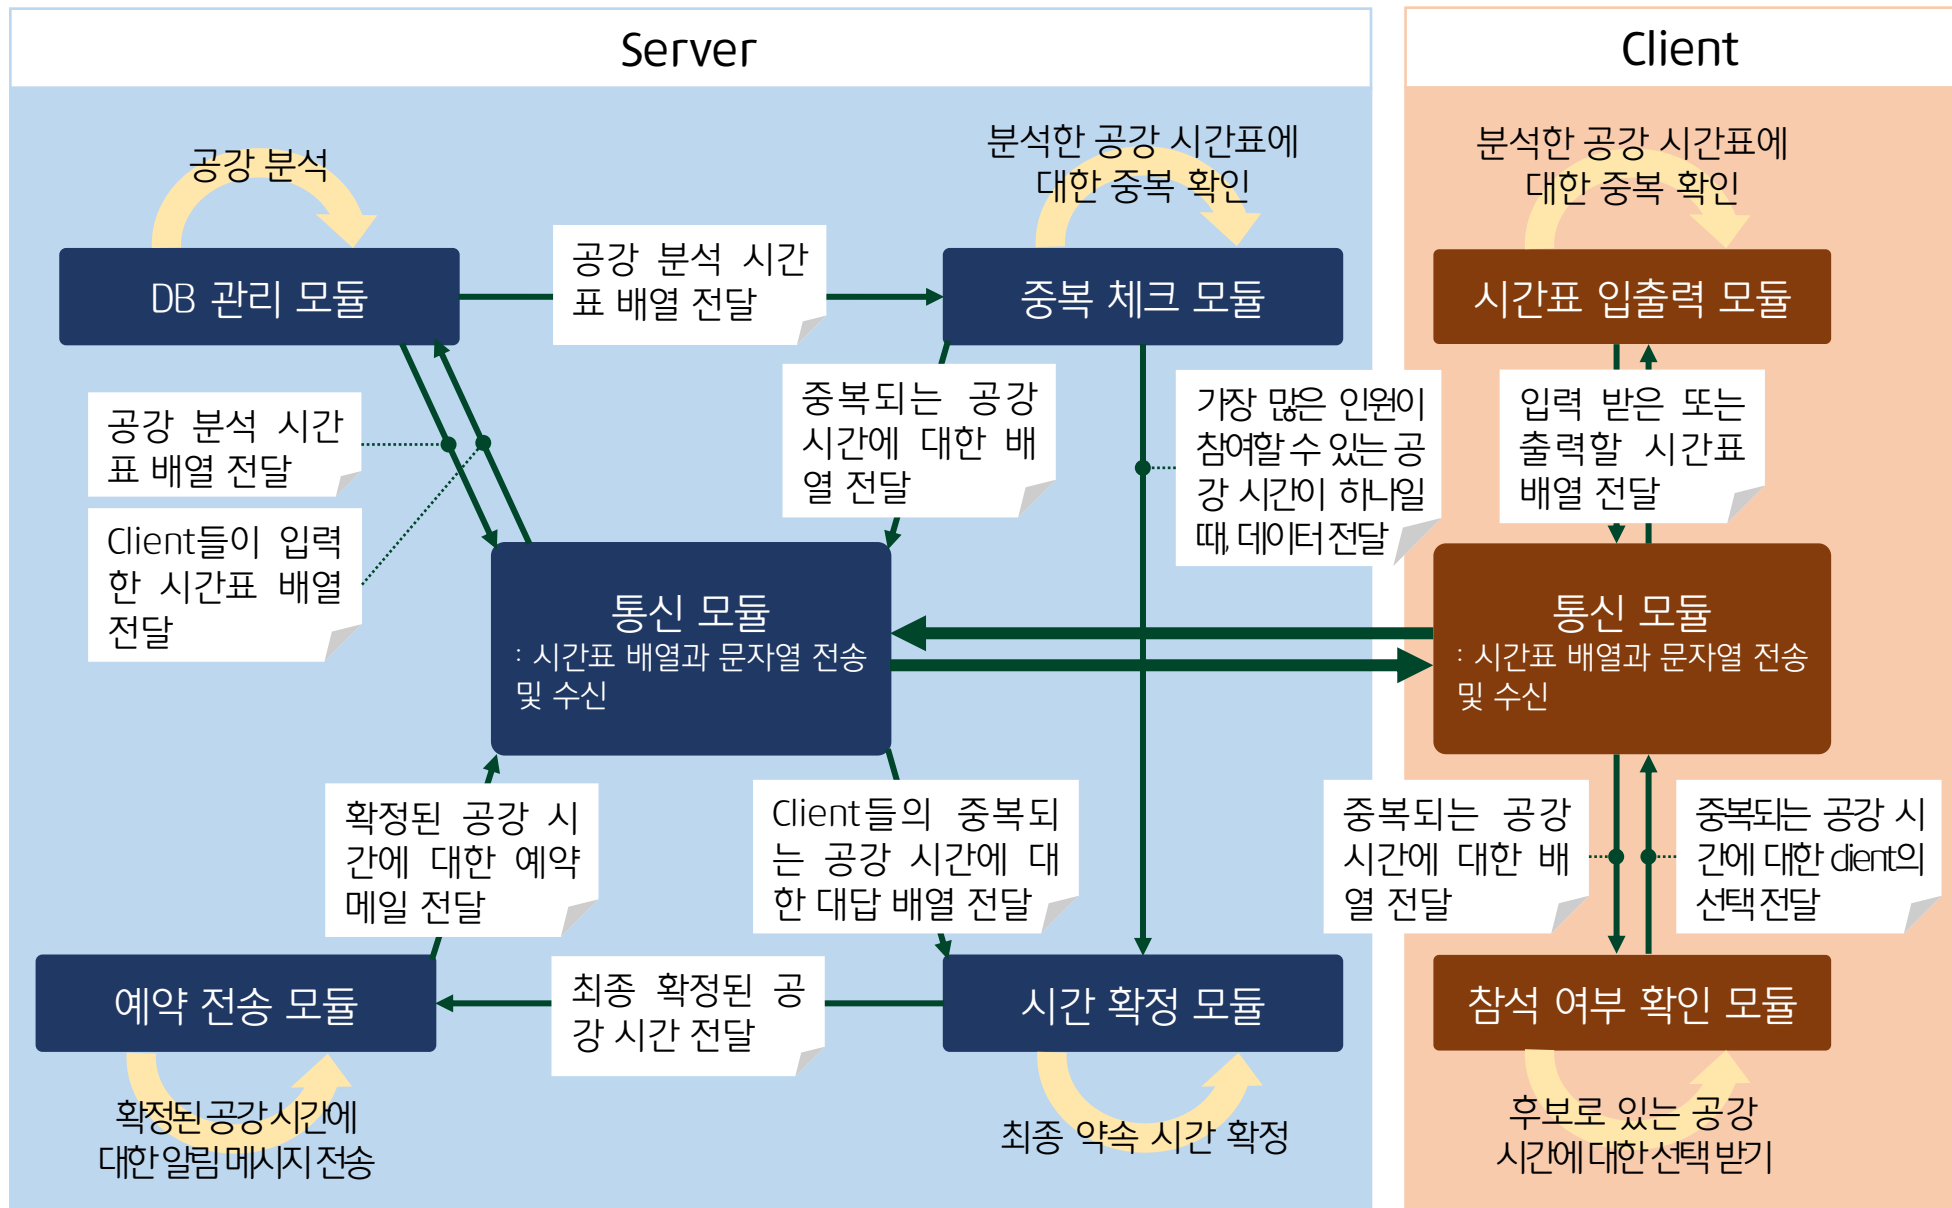 Server
Client
공강 분석
분석한 공강 시간표에
대한 중복 확인
분석한 공강 시간표에
대한 중복 확인
DB 관리 모듈
공강 분석 시간
표 배열 전달
중복 체크 모듈
시간표 입출력 모듈
공강 분석 시간
표 배열 전달
Client들이 입력
한 시간표 배열
전달
중복되는 공강
시간에 대한 배
열 전달
가장 많은 인원이
참여할 수 있는 공
강 시간이 하나일
때, 데이터 전달
입력 받은 또는
출력할 시간표
배열 전달
통신 모듈
: 시간표 배열과 문자열 전송
및 수신
통신 모듈
: 시간표 배열과 문자열 전송
및 수신
확정된 공강 시
간에 대한 예약
메일 전달
Client들의 중복되
는 공강 시간에 대
한 대답 배열 전달
중복되는 공강
시간에 대한 배
열 전달
중복되는 공강 시
간에 대한 client의
선택 전달
예약 전송 모듈
최종 확정된 공
강 시간 전달
시간 확정 모듈
참석 여부 확인 모듈
확정된 공강 시간에
대한 알림 메시지 전송
최종 약속 시간 확정
후보로 있는 공강
시간에 대한 선택 받기